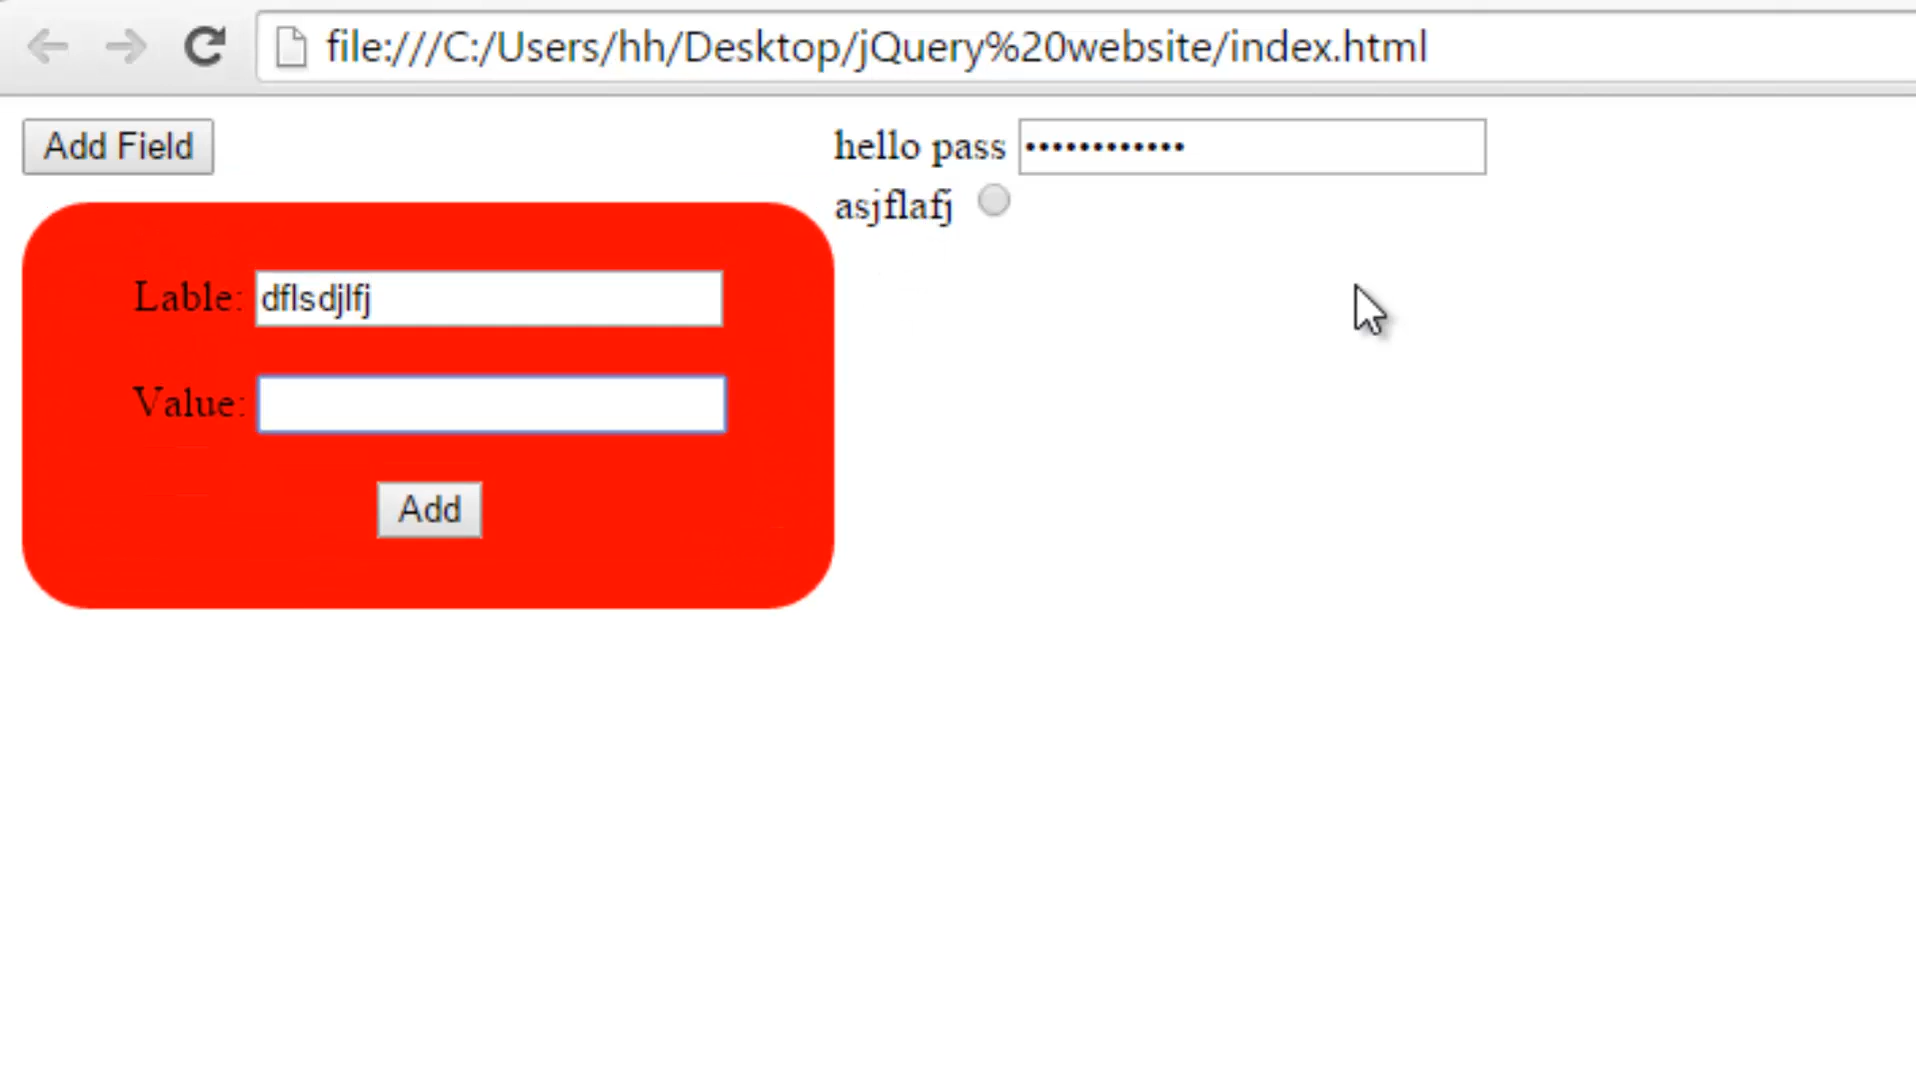 file:///C:/Users/hh/Desktop/jQuery%20website/index.html
Add Field
hello pass ••••••••••••
asjflafj
Lable: dflsdjlfj
Value:
Add